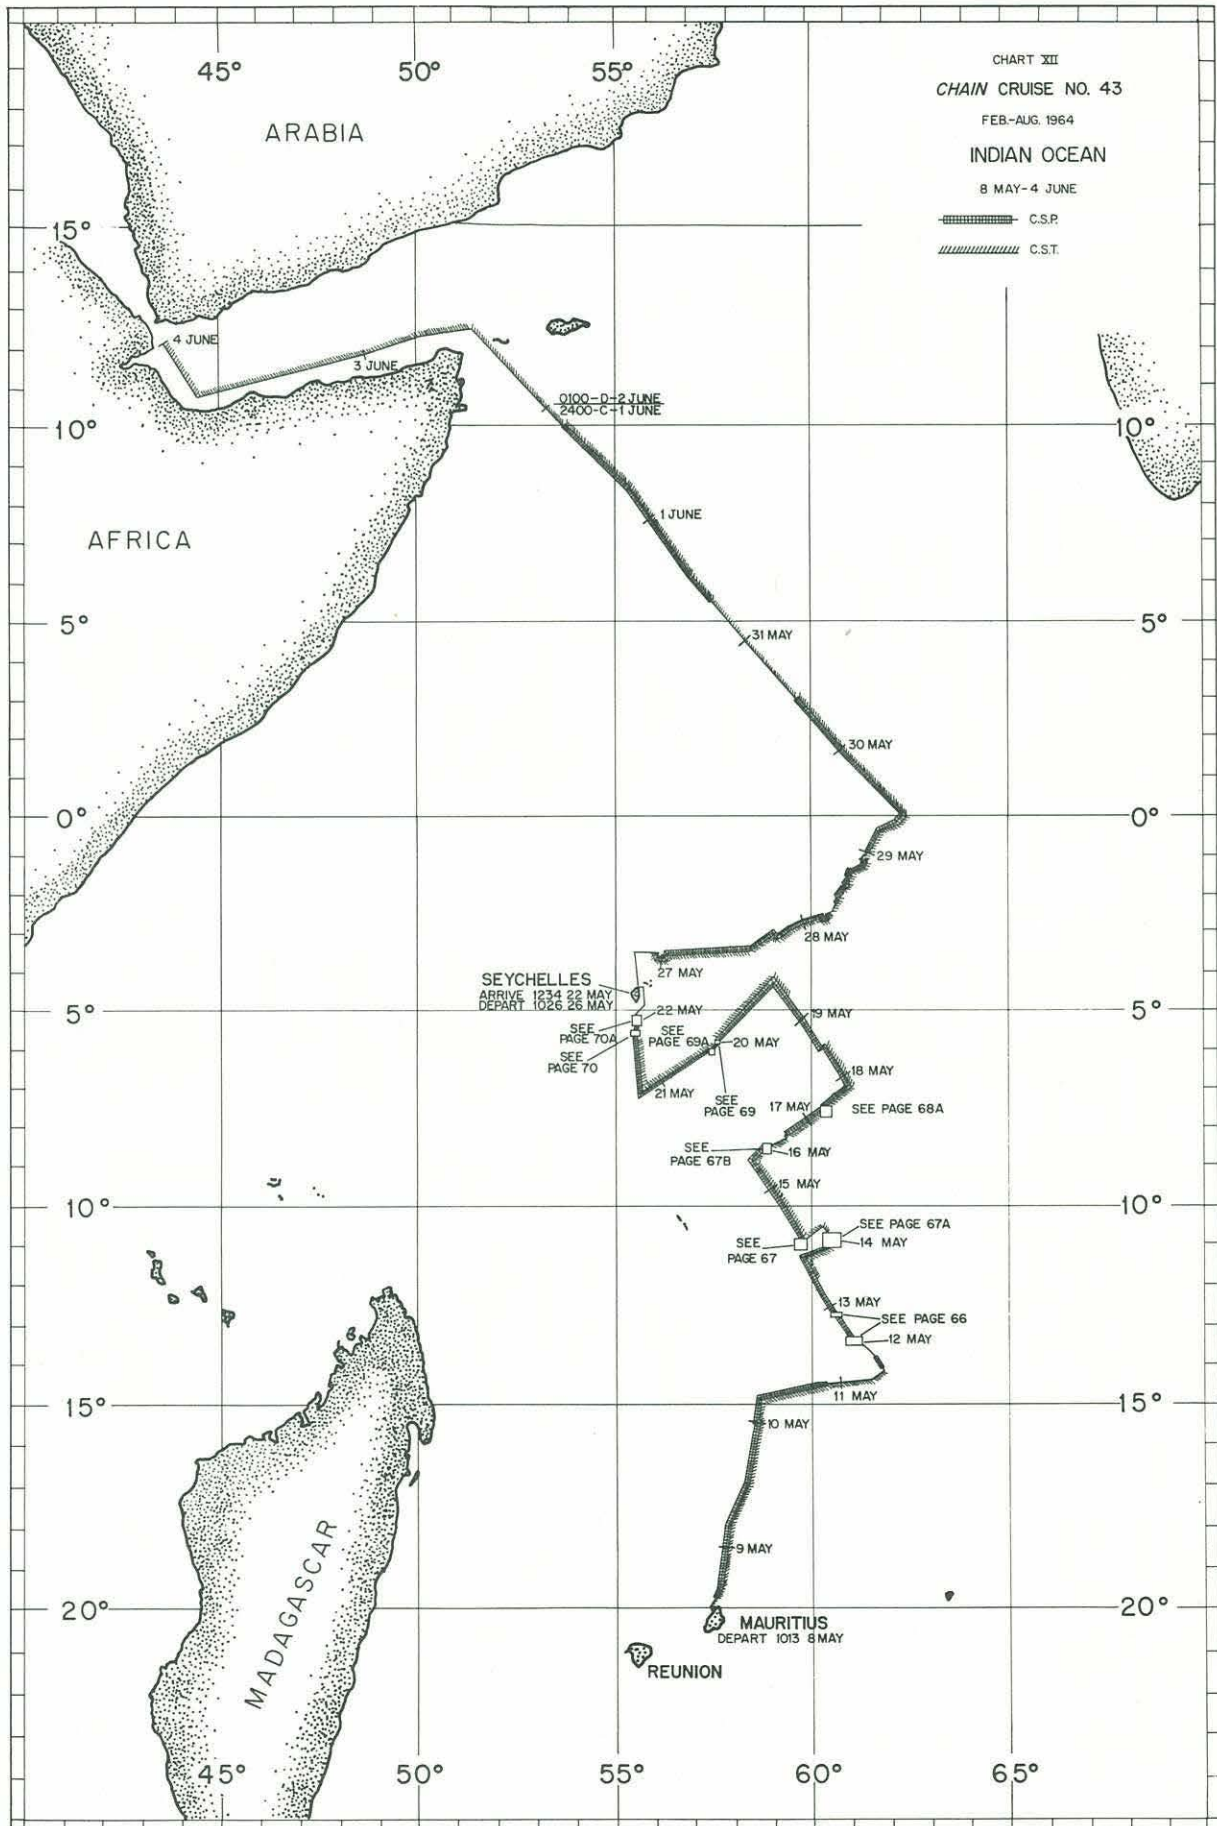 CHART XII
CHAIN CRUISE NO. 43
FEB.-AUG. 1964
INDIAN OCEAN
8 MAY-4 JUNE
C.S.P.
C.S.T.
45° 50° 55°
ARABIA
15°
4 JUNE
3 JUNE
0100-D-2 JUNE
2400-C-1 JUNE
10° 10°
1 JUNE
AFRICA
5° 5°
31 MAY
30 MAY
0° 0°
29 MAY
28 MAY
27 MAY
SEYCHELLES
ARRIVE 1234 22 MAY
DEPART 1026 26 MAY
5° 5°
22 MAY
19 MAY
SEE
PAGE 70A
SEE
PAGE 69A
20 MAY
SEE
PAGE 70
18 MAY
21 MAY
SEE
PAGE 69
17 MAY
SEE PAGE 68A
SEE
PAGE 67B
16 MAY
15 MAY
10° 10°
SEE PAGE 67A
14 MAY
SEE
PAGE 67
13 MAY
SEE PAGE 66
12 MAY
11 MAY
15° 15°
10 MAY
9 MAY
MADAGASCAR
20° 20°
MAURITIUS
DEPART 1013 8 MAY
REUNION
45° 50° 55° 60° 65°